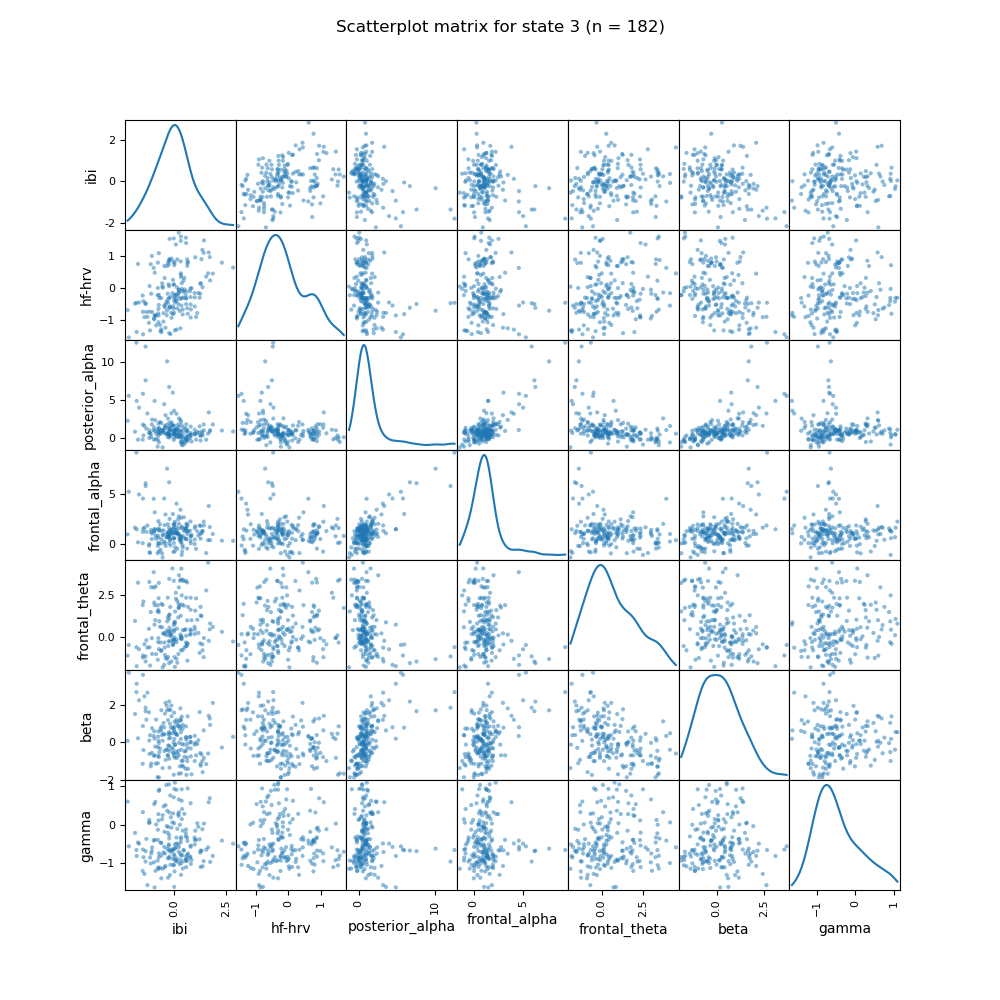 Scatterplot matrix for state 3 (n = 182)
ibi
2
0
−2
hf-hrv
1
0
−1
posterior_alpha
10
5
0
frontal_alpha
5
0
frontal_theta
2.5
0.0
beta
2
0
−2
gamma
1
0
−1
0.0 2.5 −1 0 1 0 10 0 5 0.0 2.5 0.0 2.5 −1 0 1
ibi hf-hrv posterior_alpha frontal_alpha frontal_theta beta gamma